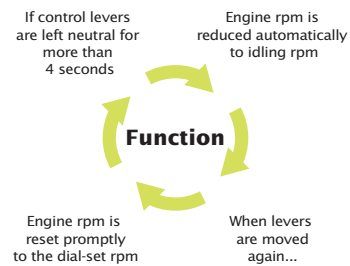 If control levers
are left neutral for
more than
4 seconds
Engine rpm is
reduced automatically
to idling rpm
Function
Engine rpm is
reset promptly
to the dial-set rpm
When levers
are moved
again...